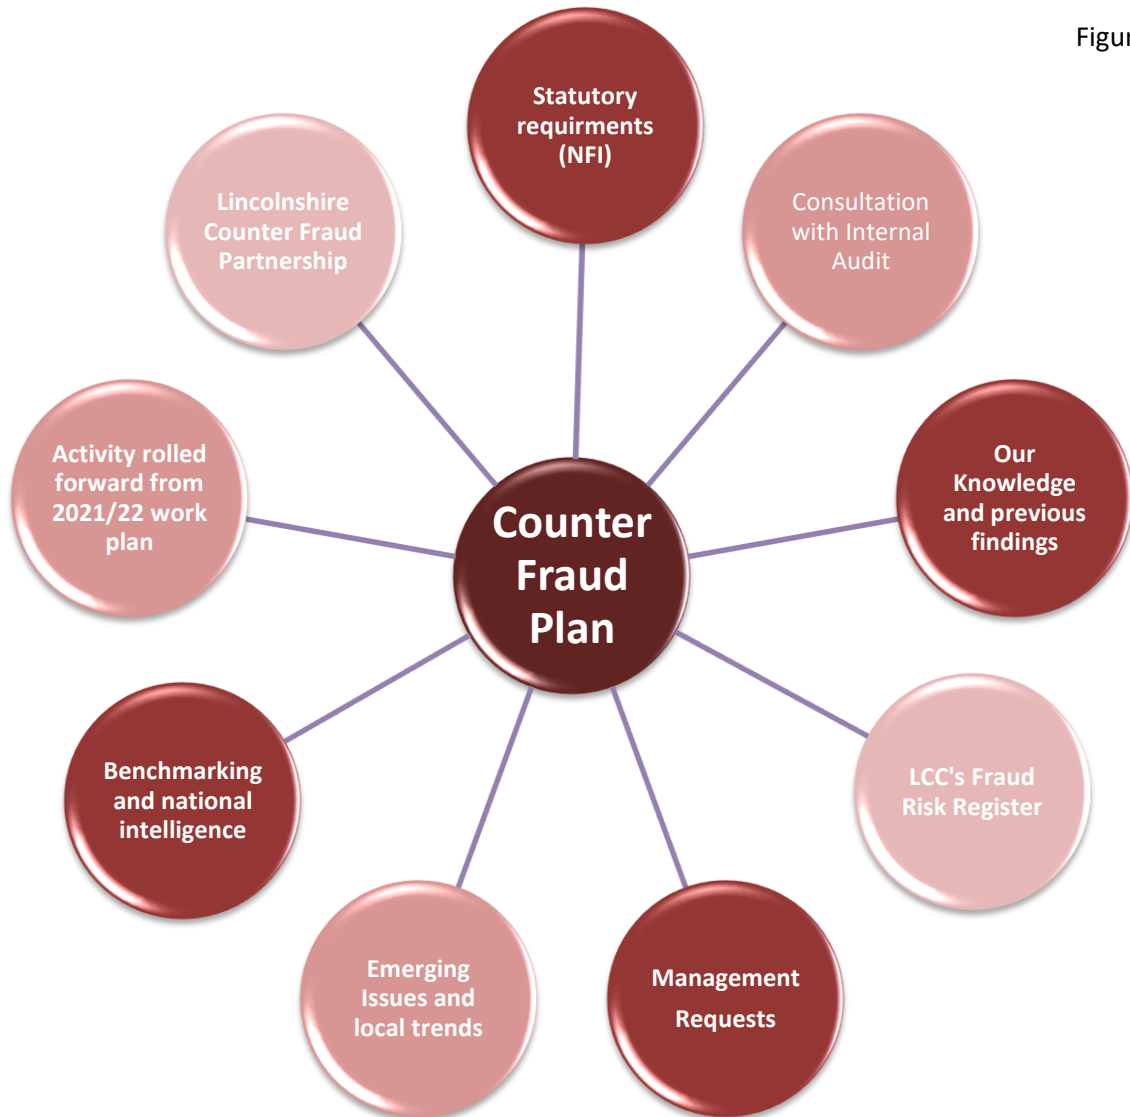 Figur
Statutory
requirments
(NFI)
Consultation
with Internal
Audit
Our
Knowledge
and previous
findings
LCC's Fraud
Risk Register
Management
Requests
Emerging
Issues and
local trends
Benchmarking
and national
intelligence
Activity rolled
forward from
2021/22 work
plan
Lincolnshire
Counter Fraud
Partnership
Counter
Fraud
Plan